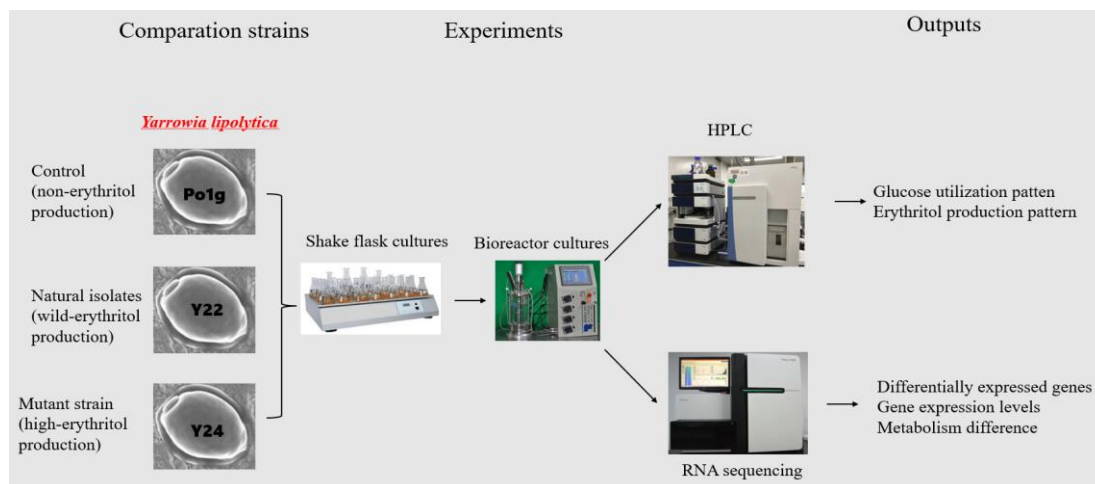 Comparation strains
Experiments
Outputs
Yarrowia lipolytica
Control
(non-erythritol
production)
Po1g
Natural isolates
(wild-erythritol
production)
Y22
Mutant strain
(high-erythritol
production)
Y24
Shake flask cultures
Bioreactor cultures
HPLC
Glucose utilization patten
Erythritol production pattern
RNA sequencing
Differentially expressed genes
Gene expression levels
Metabolism difference